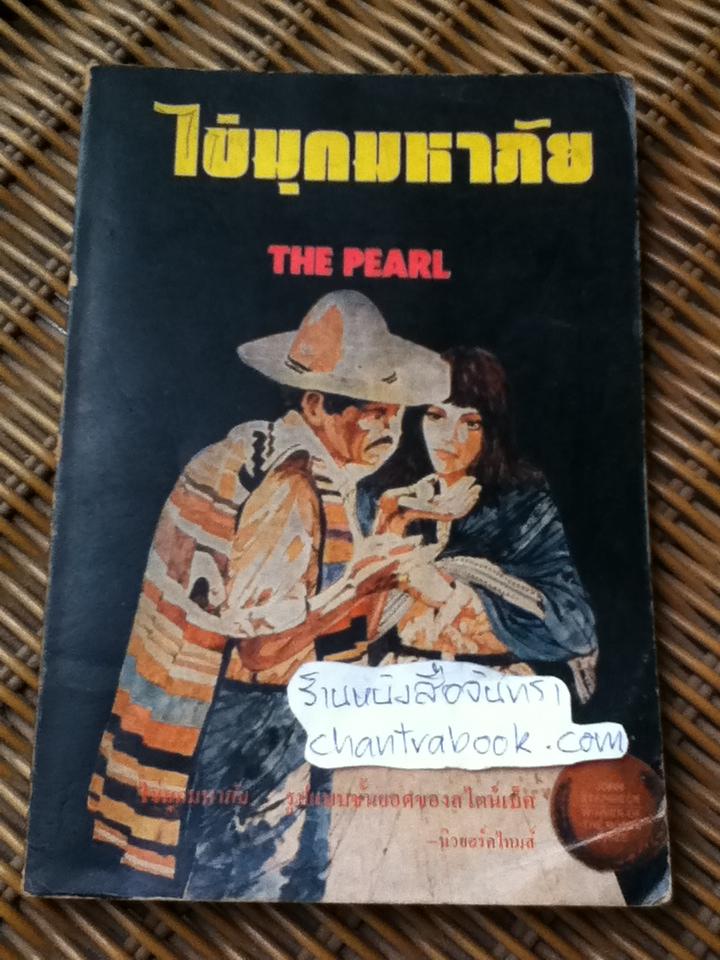 ไข่มุกมหาภัย
THE PEARL
ร้านหนังสือจันทรา
chantrabook.com
ไข่มุกมหาภัย รูปแบบชั้นยอดของสไตน์เบ็ค
—นิวยอร์คไทมส์